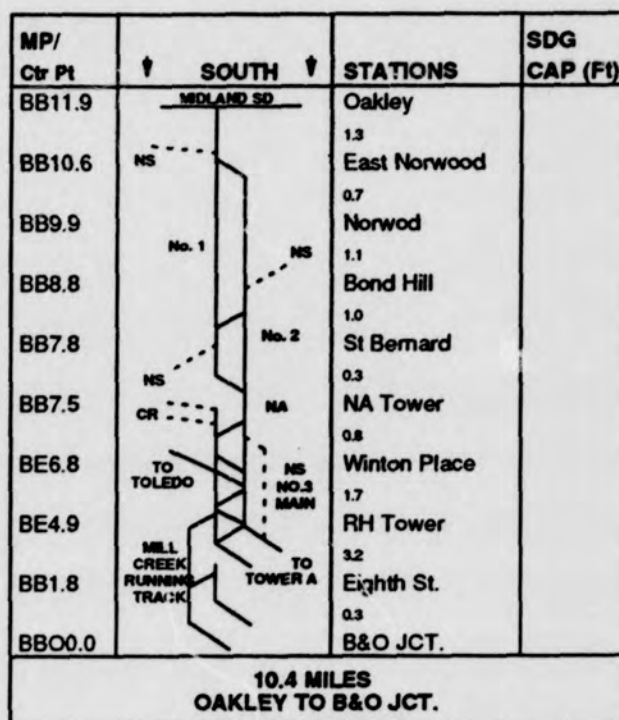 MP/ Ctr Pt SOUTH STATIONS SDG CAP (Ft)
BB11.9 MIDLAND SD Oakley
1.3
BB10.6 NS East Norwood
0.7
BB9.9 Norwod
No. 1 NS 1.1
BB8.8 Bond Hill
No. 2 1.0
BB7.8 St Bernard
NS 0.3
BB7.5 CR NA NA Tower
0.8
BE6.8 TO TOLEDO NS NO.3 MAIN Winton Place
1.7
BE4.9 RH Tower
MILL CREEK RUNNING TRACK TO TOWER A 3.2
BB1.8 Eighth St.
0.3
BBO0.0 B&O JCT.
10.4 MILES
OAKLEY TO B&O JCT.